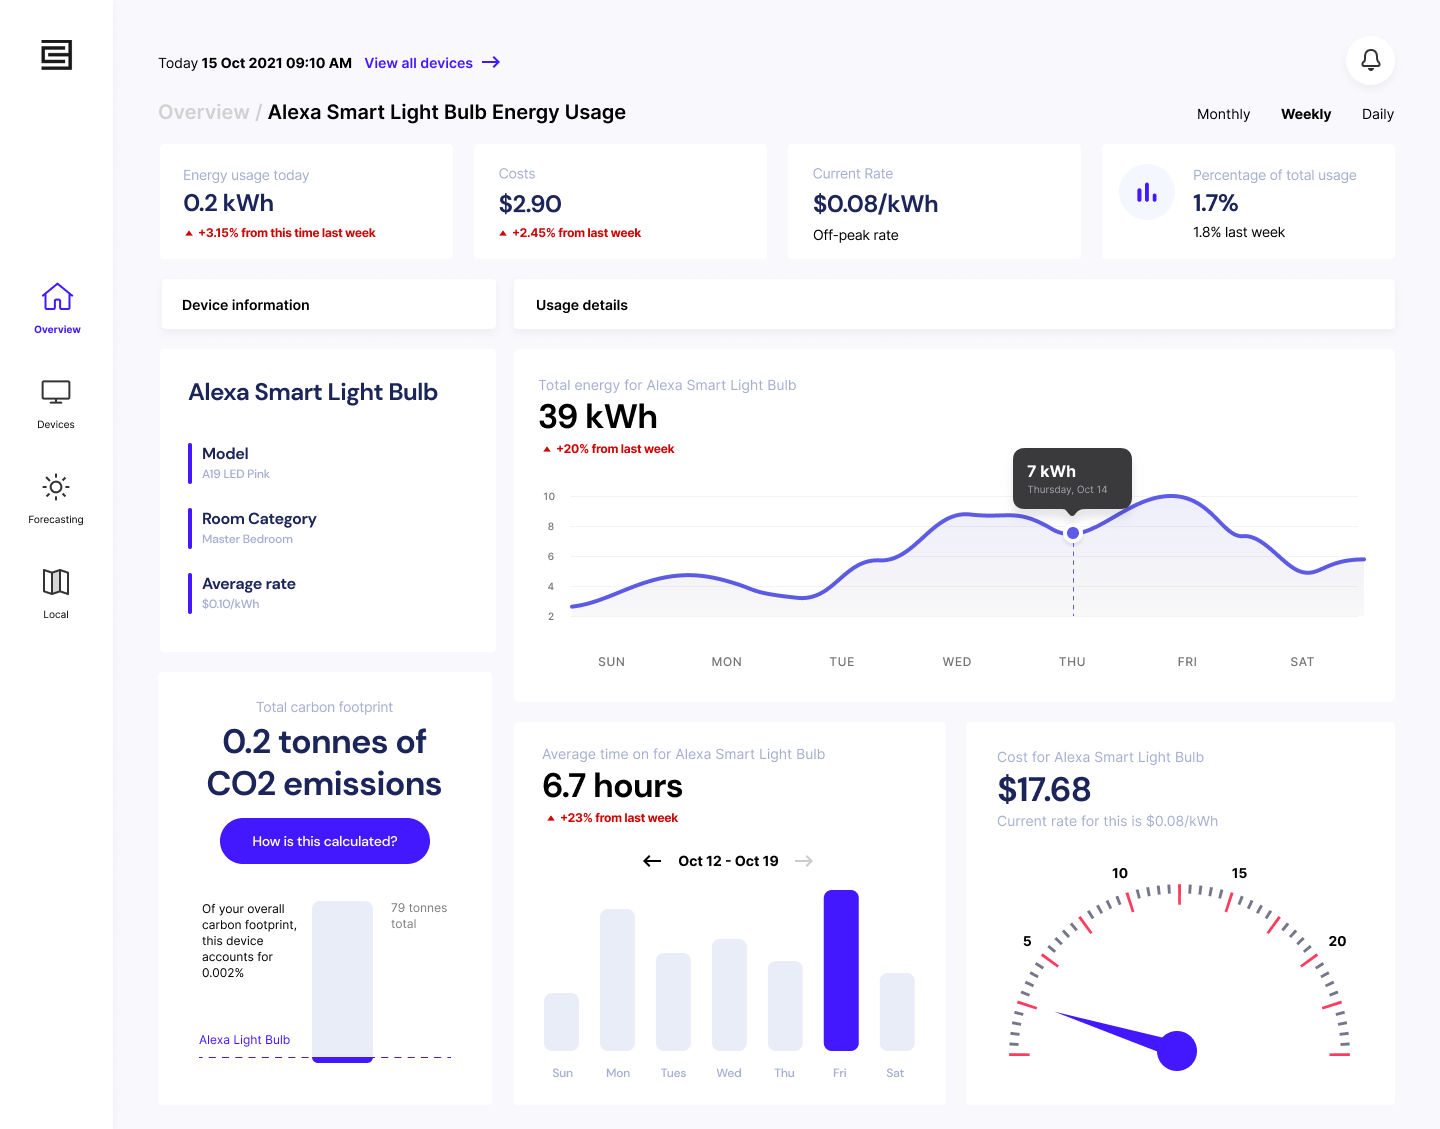 Today 15 Oct 2021 09:10 AM View all devices
Overview / Alexa Smart Light Bulb Energy Usage
Monthly Weekly Daily
Energy usage today
0.2 kWh
+3.15% from this time last week
Costs
$2.90
+2.45% from last week
Current Rate
$0.08/kWh
Off-peak rate
Percentage of total usage
1.7%
1.8% last week
Overview
Devices
Forecasting
Local
Device information
Usage details
Alexa Smart Light Bulb
Model
A19 LED Pink
Room Category
Master Bedroom
Average rate
$0.10/kWh
Total energy for Alexa Smart Light Bulb
39 kWh
+20% from last week
7 kWh
Thursday, Oct 14
10
8
6
4
2
SUN MON TUE WED THU FRI SAT
Total carbon footprint
0.2 tonnes of
CO2 emissions
How is this calculated?
Of your overall
carbon footprint,
this device
accounts for
0.002%
79 tonnes
total
Alexa Light Bulb
Average time on for Alexa Smart Light Bulb
6.7 hours
+23% from last week
Oct 12 - Oct 19
Sun Mon Tues Wed Thu Fri Sat
Cost for Alexa Smart Light Bulb
$17.68
Current rate for this is $0.08/kWh
10 15
5 20